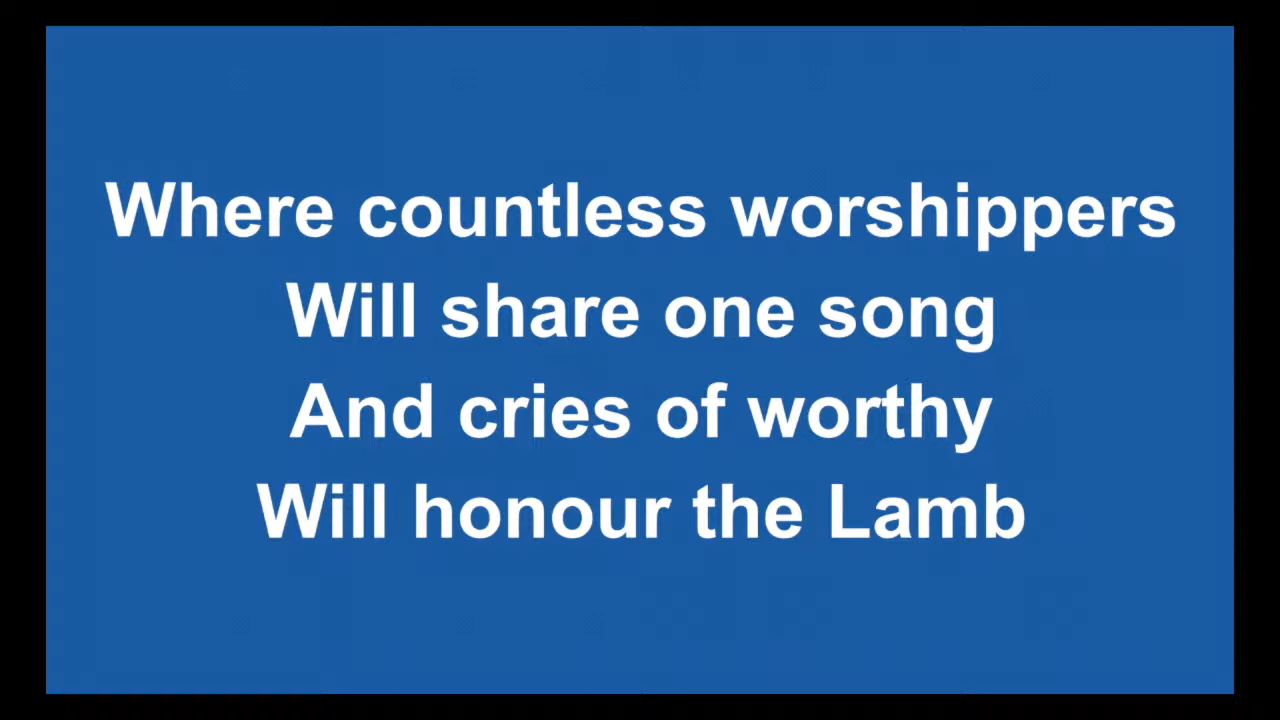 Where countless worshippers
Will share one song
And cries of worthy
Will honour the Lamb